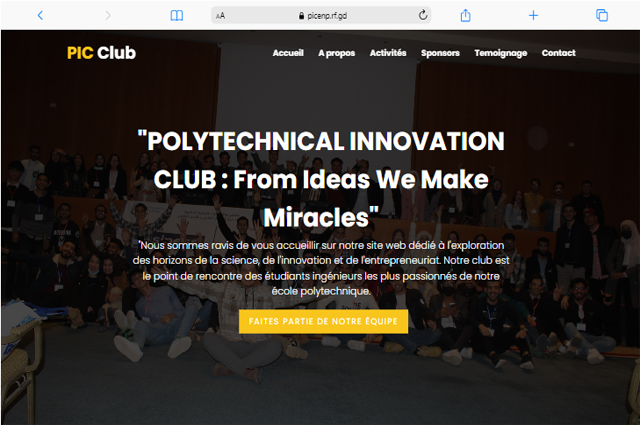 AA picenp.rf.gd
PIC Club
Accueil A propos Activités Sponsors Temoignage Contact
"POLYTECHNICAL INNOVATION
CLUB : From Ideas We Make
Miracles"
"Nous sommes ravis de vous accueillir sur notre site web dédié à l'exploration
des horizons de la science, de l'innovation et de l'entrepreneuriat. Notre club est
le point de rencontre des étudiants ingénieurs les plus passionnés de notre
école polytechnique.
FAITES PARTIE DE NOTRE ÉQUIPE